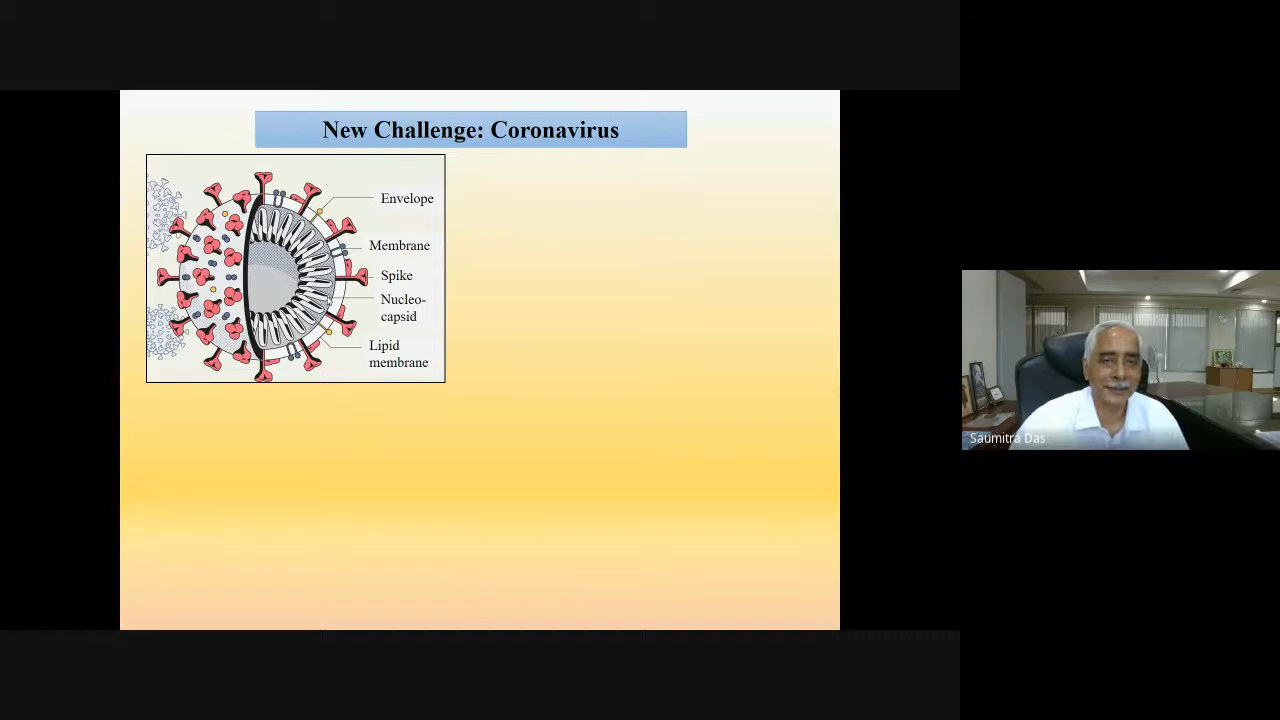 New Challenge: Coronavirus
Envelope
Membrane
Spike
Nucleo-
capsid
Lipid
membrane
Saumitra Das